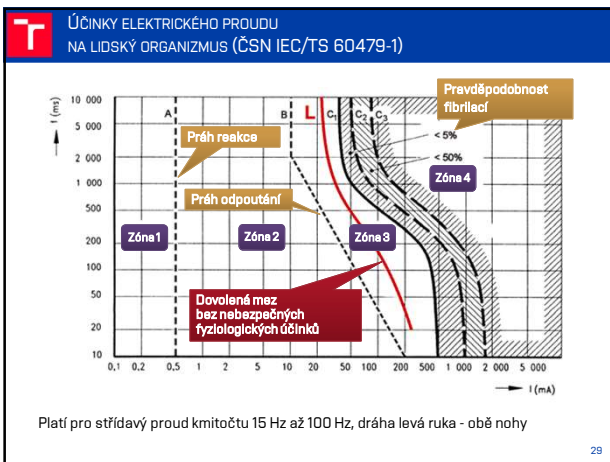 ÚČINKY ELEKTRICKÉHO PROUDU
NA LIDSKÝ ORGANIZMUS (ČSN IEC/TS 60479-1)
Pravděpodobnost
fibrilací
t (ms)
10 000
5 000
2 000
1 000
500
200
100
50
20
10
A
B
L
C1
C2
C3
< 5%
< 50%
Práh reakce
Práh odpoutání
Zóna 1
Zóna 2
Zóna 3
Zóna 4
Dovolená mez
bez nebezpečných
fyziologických účinků
0,1 0,2 0,5 1 2 5 10 20 50 100 200 500 1 000 2 000 5 000
I (mA)
Platí pro střídavý proud kmitočtu 15 Hz až 100 Hz, dráha levá ruka - obě nohy
29